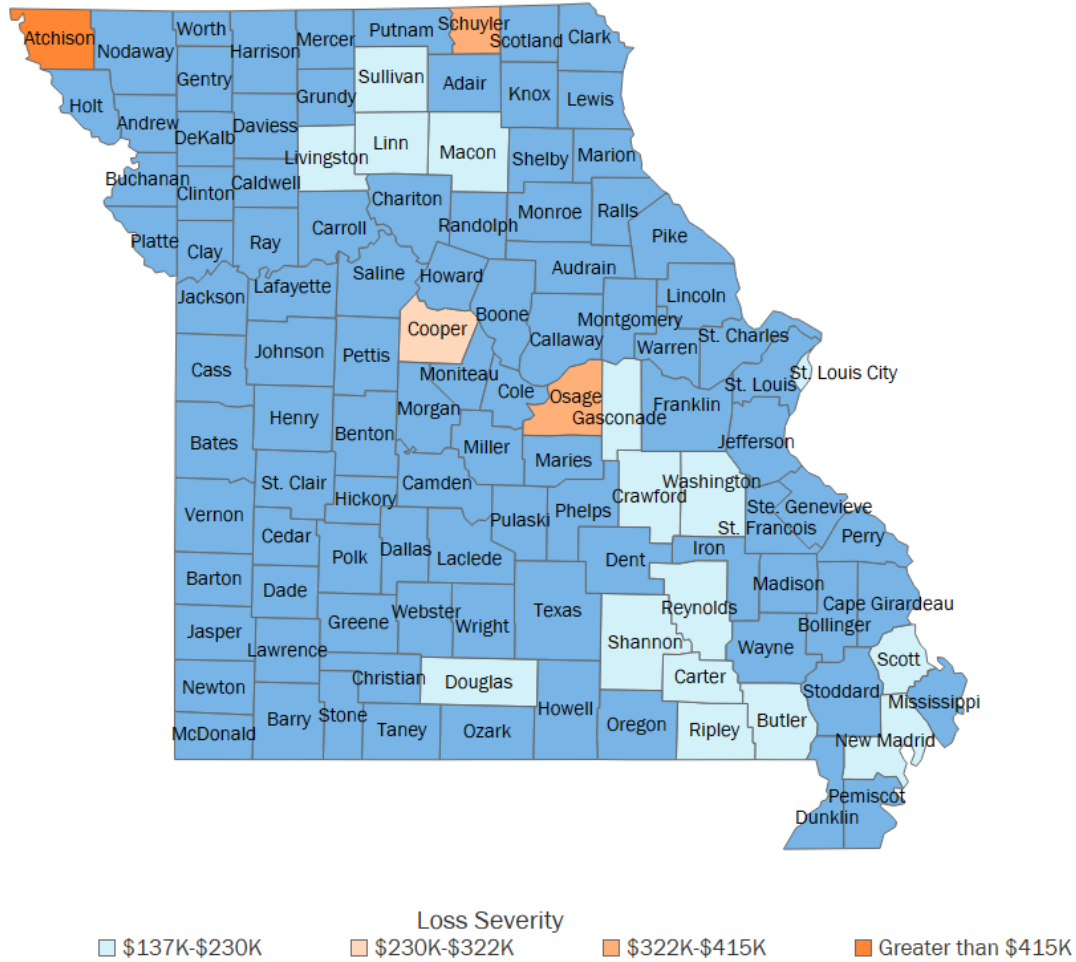 Atchison
Nodaway
Worth
Harrison
Mercer
Putnam
Schuyler
Scotland
Clark
Gentry
Sullivan
Adair
Knox
Lewis
Holt
Andrew
DeKalb
Daviess
Grundy
Livingston
Linn
Macon
Shelby
Marion
Buchanan
Clinton
Caldwell
Chariton
Monroe
Ralls
Platte
Clay
Ray
Carroll
Randolph
Pike
Jackson
Lafayette
Saline
Howard
Audrain
Lincoln
Cooper
Boone
Callaway
Montgomery
Warren
St. Charles
Cass
Johnson
Pettis
Moniteau
Cole
Osage
Gasconade
Franklin
St. Louis
St. Louis City
Henry
Benton
Morgan
Miller
Maries
Jefferson
Bates
St. Clair
Hickory
Camden
Pulaski
Phelps
Crawford
Washington
Ste. Genevieve
St. Francois
Perry
Vernon
Cedar
Polk
Dallas
Laclede
Dent
Iron
Madison
Cape Girardeau
Bollinger
Barton
Dade
Greene
Webster
Wright
Texas
Shannon
Reynolds
Wayne
Jasper
Lawrence
Christian
Douglas
Carter
Scott
Stoddard
Mississippi
Newton
McDonald
Barry
Stone
Taney
Ozark
Howell
Oregon
Ripley
Butler
New Madrid
Pemiscot
Dunklin
Loss Severity
$137K-$230K
$230K-$322K
$322K-$415K
Greater than $415K